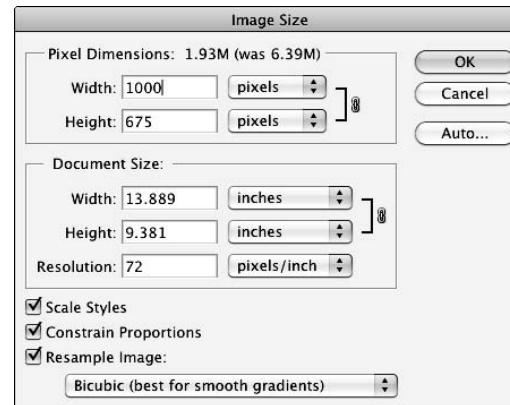 Image Size
Pixel Dimensions: 1.93M (was 6.39M)
OK
Width: 1000 pixels
Cancel
Height: 675 pixels
Auto...
Document Size:
Width: 13.889 inches
Height: 9.381 inches
Resolution: 72 pixels/inch
Scale Styles
Constrain Proportions
Resample Image:
Bicubic (best for smooth gradients)